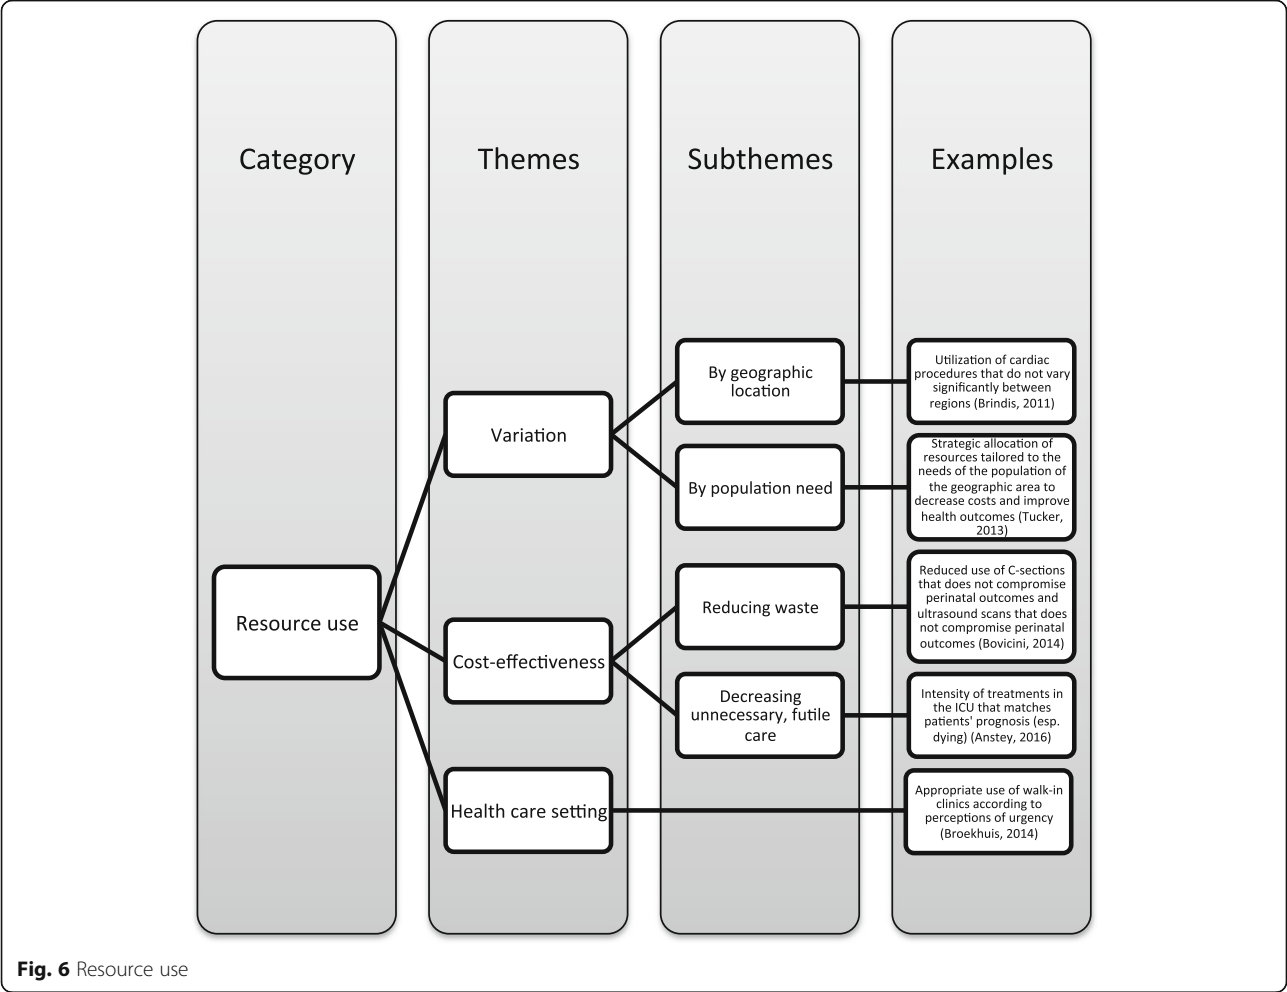 Category
Themes
Subthemes
Examples
Resource use
Variation
Cost-effectiveness
Health care setting
By geographic
location
By population need
Reducing waste
Decreasing
unnecessary, futile
care
Utilization of cardiac
procedures that do not vary
significantly between
regions (Brindis, 2011)
Strategic allocation of
resources tailored to the
needs of the population of
the geographic area to
decrease costs and improve
health outcomes (Tucker,
2013)
Reduced use of C-sections
that does not compromise
perinatal outcomes and
ultrasound scans that does
not compromise perinatal
outcomes (Bovicini, 2014)
Intensity of treatments in
the ICU that matches
patients' prognosis (esp.
dying) (Anstey, 2016)
Appropriate use of walk-in
clinics according to
perceptions of urgency
(Broekhuis, 2014)
Fig. 6 Resource use